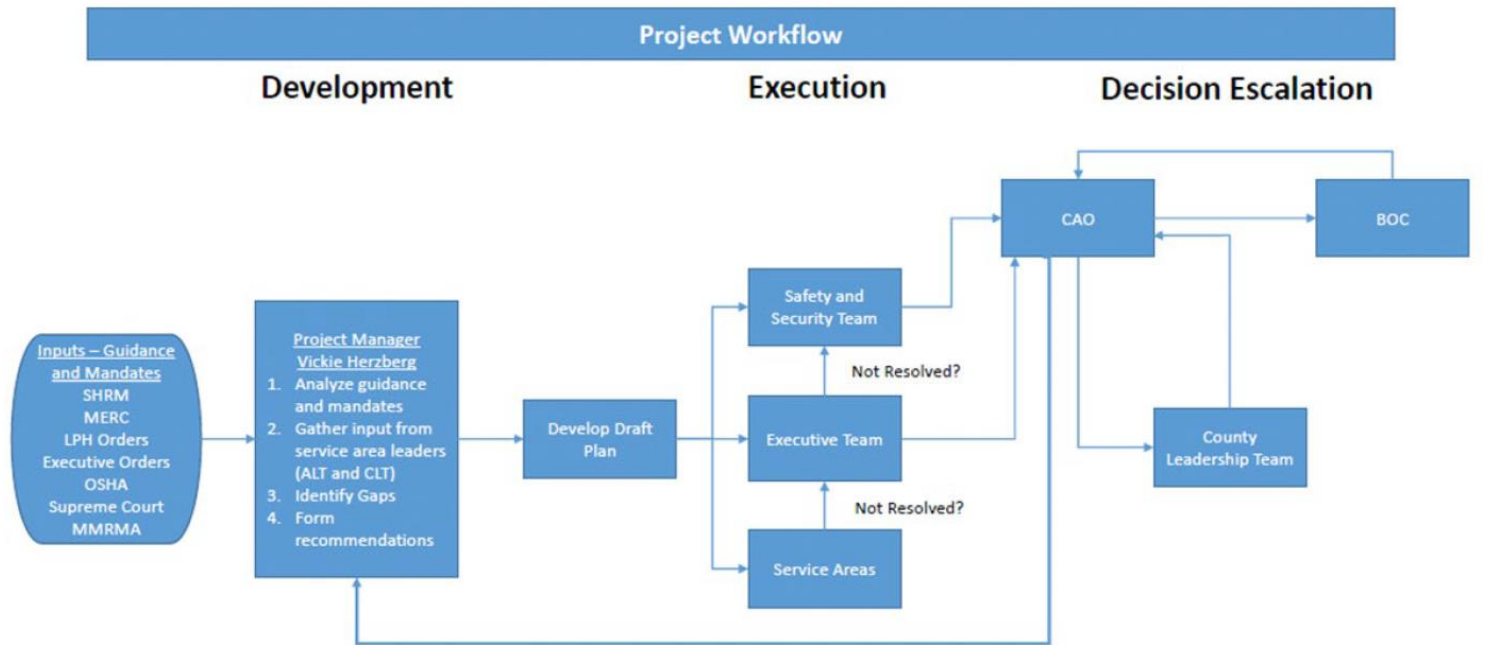 Project Workflow
Development
Execution
Decision Escalation
Inputs – Guidance
and Mandates
SHRM
MERC
LPH Orders
Executive Orders
OSHA
Supreme Court
MMRMA
Project Manager
Vickie Herzberg
1. Analyze guidance
and mandates
2. Gather input from
service area leaders
(ALT and CLT)
3. Identify Gaps
4. Form
recommendations
Develop Draft
Plan
Safety and
Security Team
Not Resolved?
Executive Team
Not Resolved?
Service Areas
CAO
BOC
County
Leadership Team